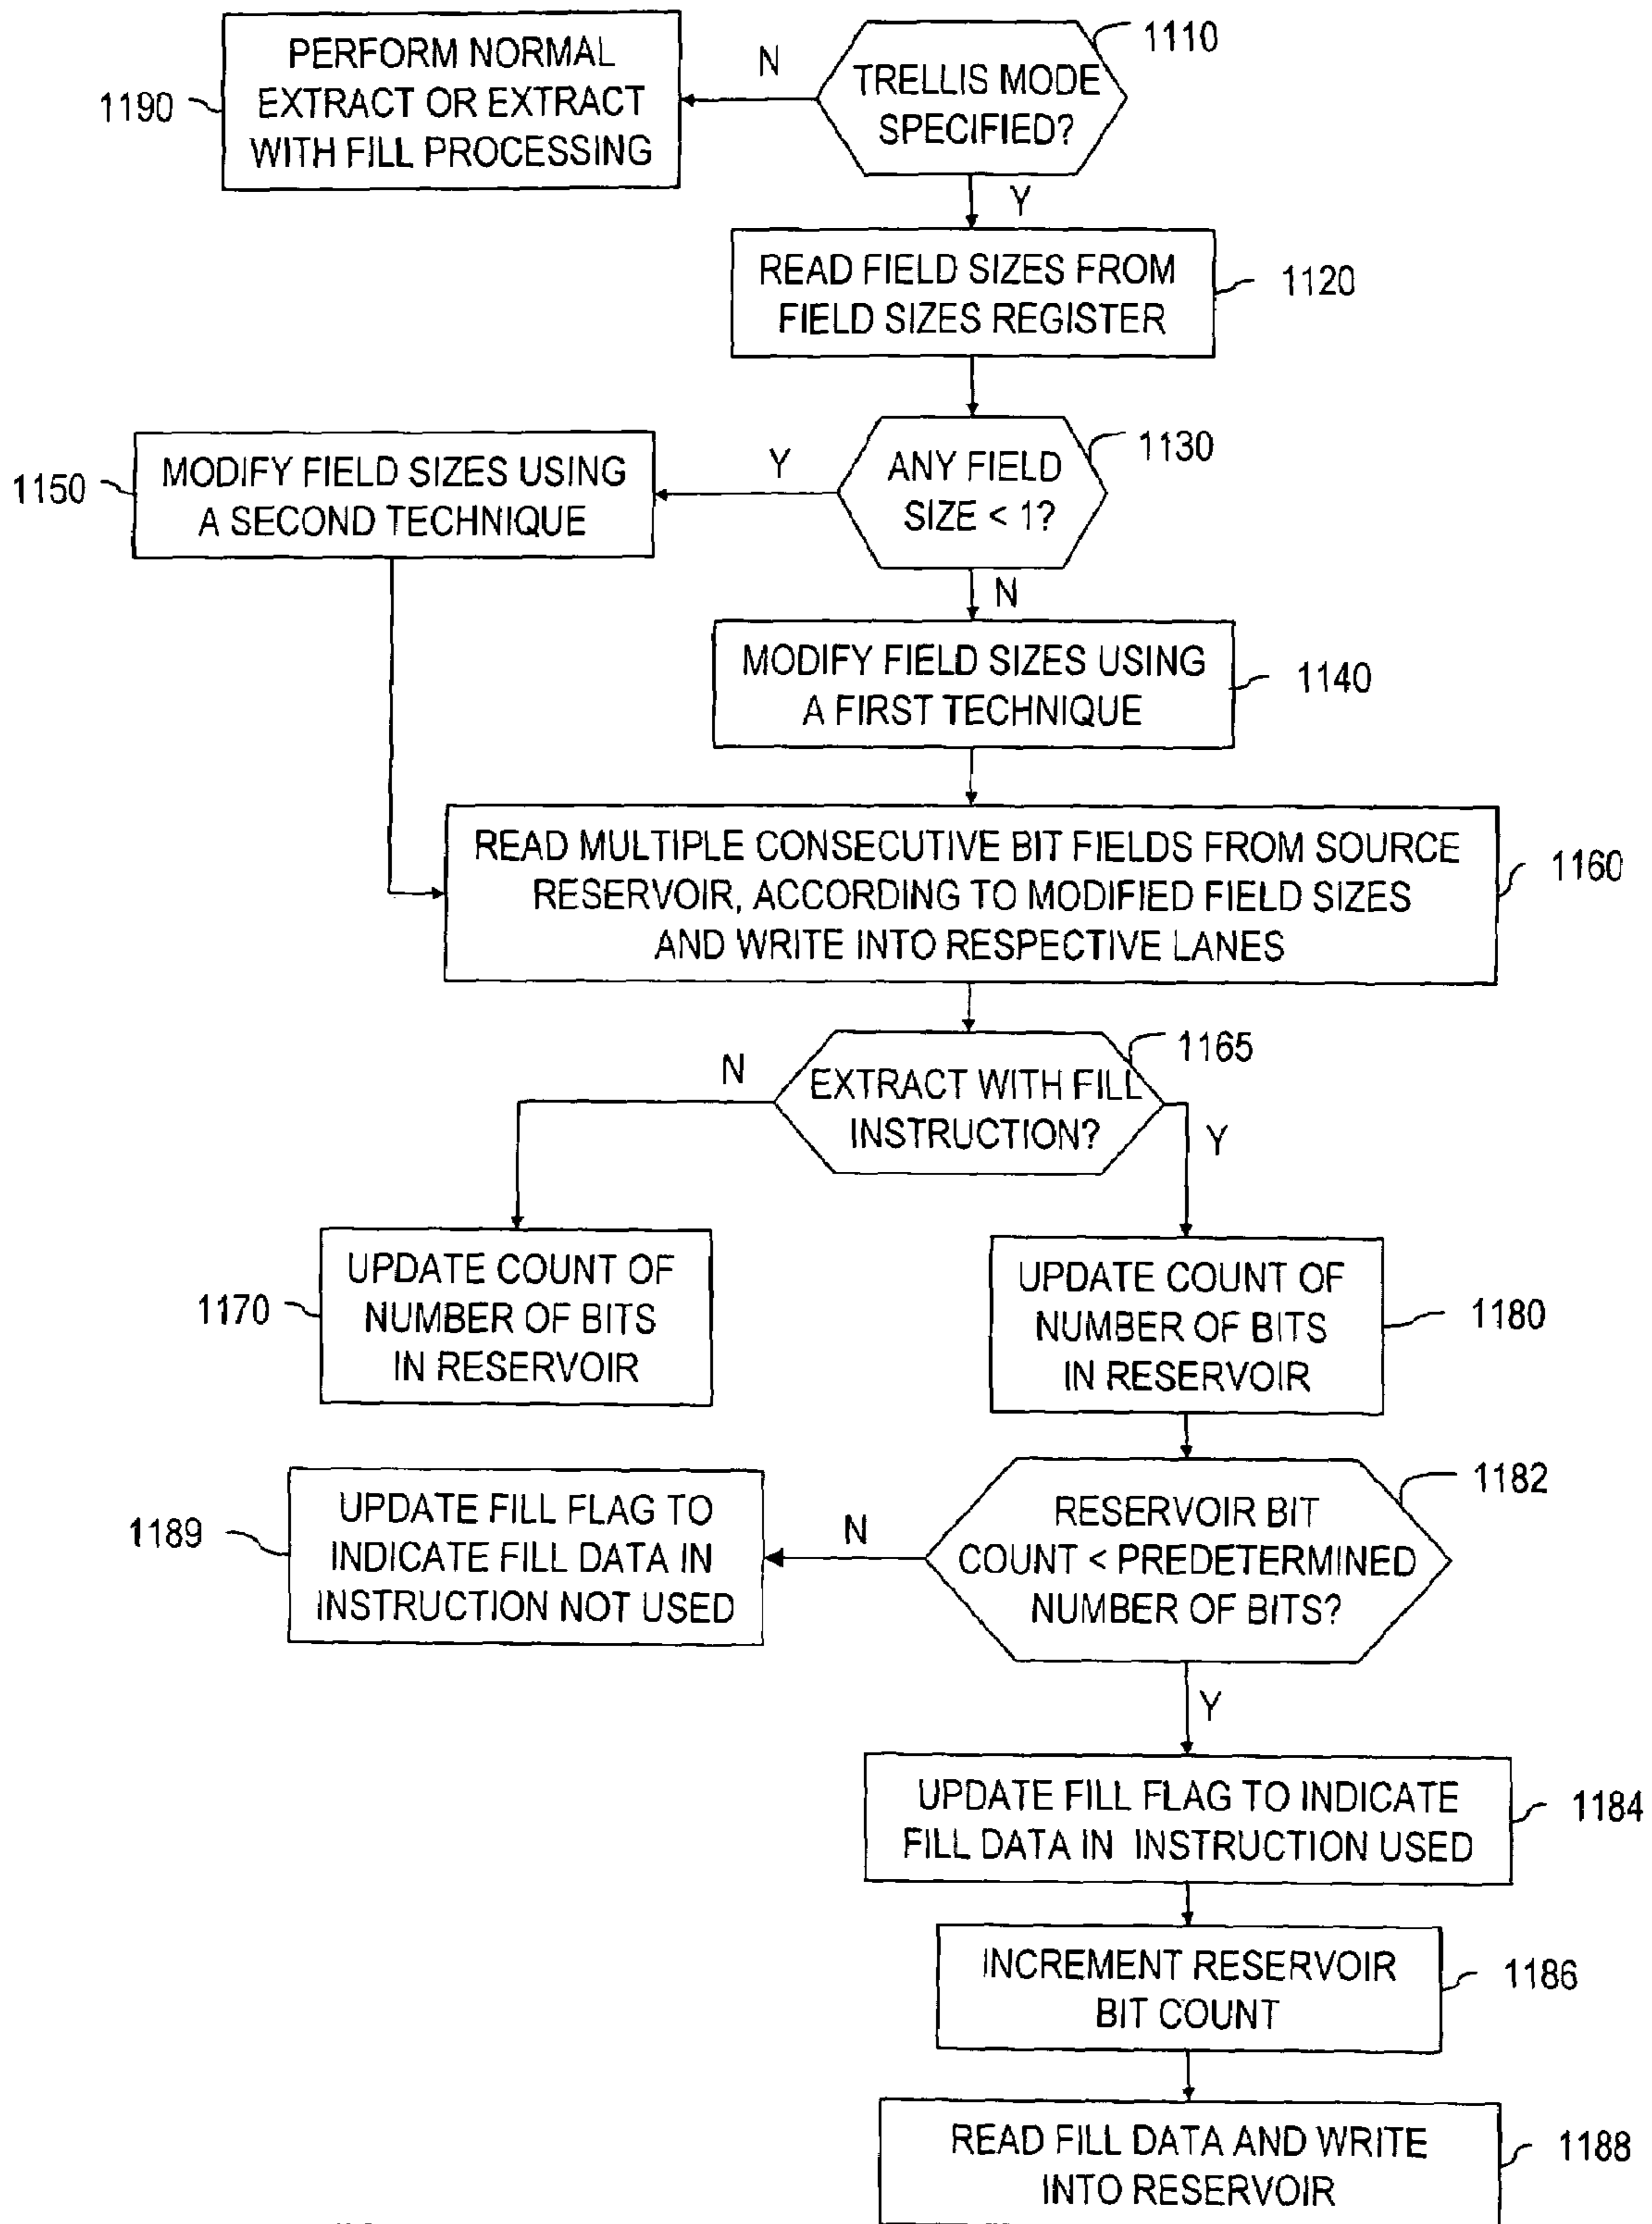 PERFORM NORMAL
EXTRACT OR EXTRACT
WITH FILL PROCESSING
1190
N
TRELLIS MODE
SPECIFIED?
1110
Y
READ FIELD SIZES FROM
FIELD SIZES REGISTER
1120
ANY FIELD
SIZE < 1?
1130
Y
MODIFY FIELD SIZES USING
A SECOND TECHNIQUE
1150
N
MODIFY FIELD SIZES USING
A FIRST TECHNIQUE
1140
READ MULTIPLE CONSECUTIVE BIT FIELDS FROM SOURCE
RESERVOIR, ACCORDING TO MODIFIED FIELD SIZES
AND WRITE INTO RESPECTIVE LANES
1160
EXTRACT WITH FILL
INSTRUCTION?
1165
N
Y
UPDATE COUNT OF
NUMBER OF BITS
IN RESERVOIR
1170
UPDATE COUNT OF
NUMBER OF BITS
IN RESERVOIR
1180
RESERVOIR BIT
COUNT < PREDETERMINED
NUMBER OF BITS?
1182
N
UPDATE FILL FLAG TO
INDICATE FILL DATA IN
INSTRUCTION NOT USED
1189
Y
UPDATE FILL FLAG TO INDICATE
FILL DATA IN INSTRUCTION USED
1184
INCREMENT RESERVOIR
BIT COUNT
1186
READ FILL DATA AND WRITE
INTO RESERVOIR
1188